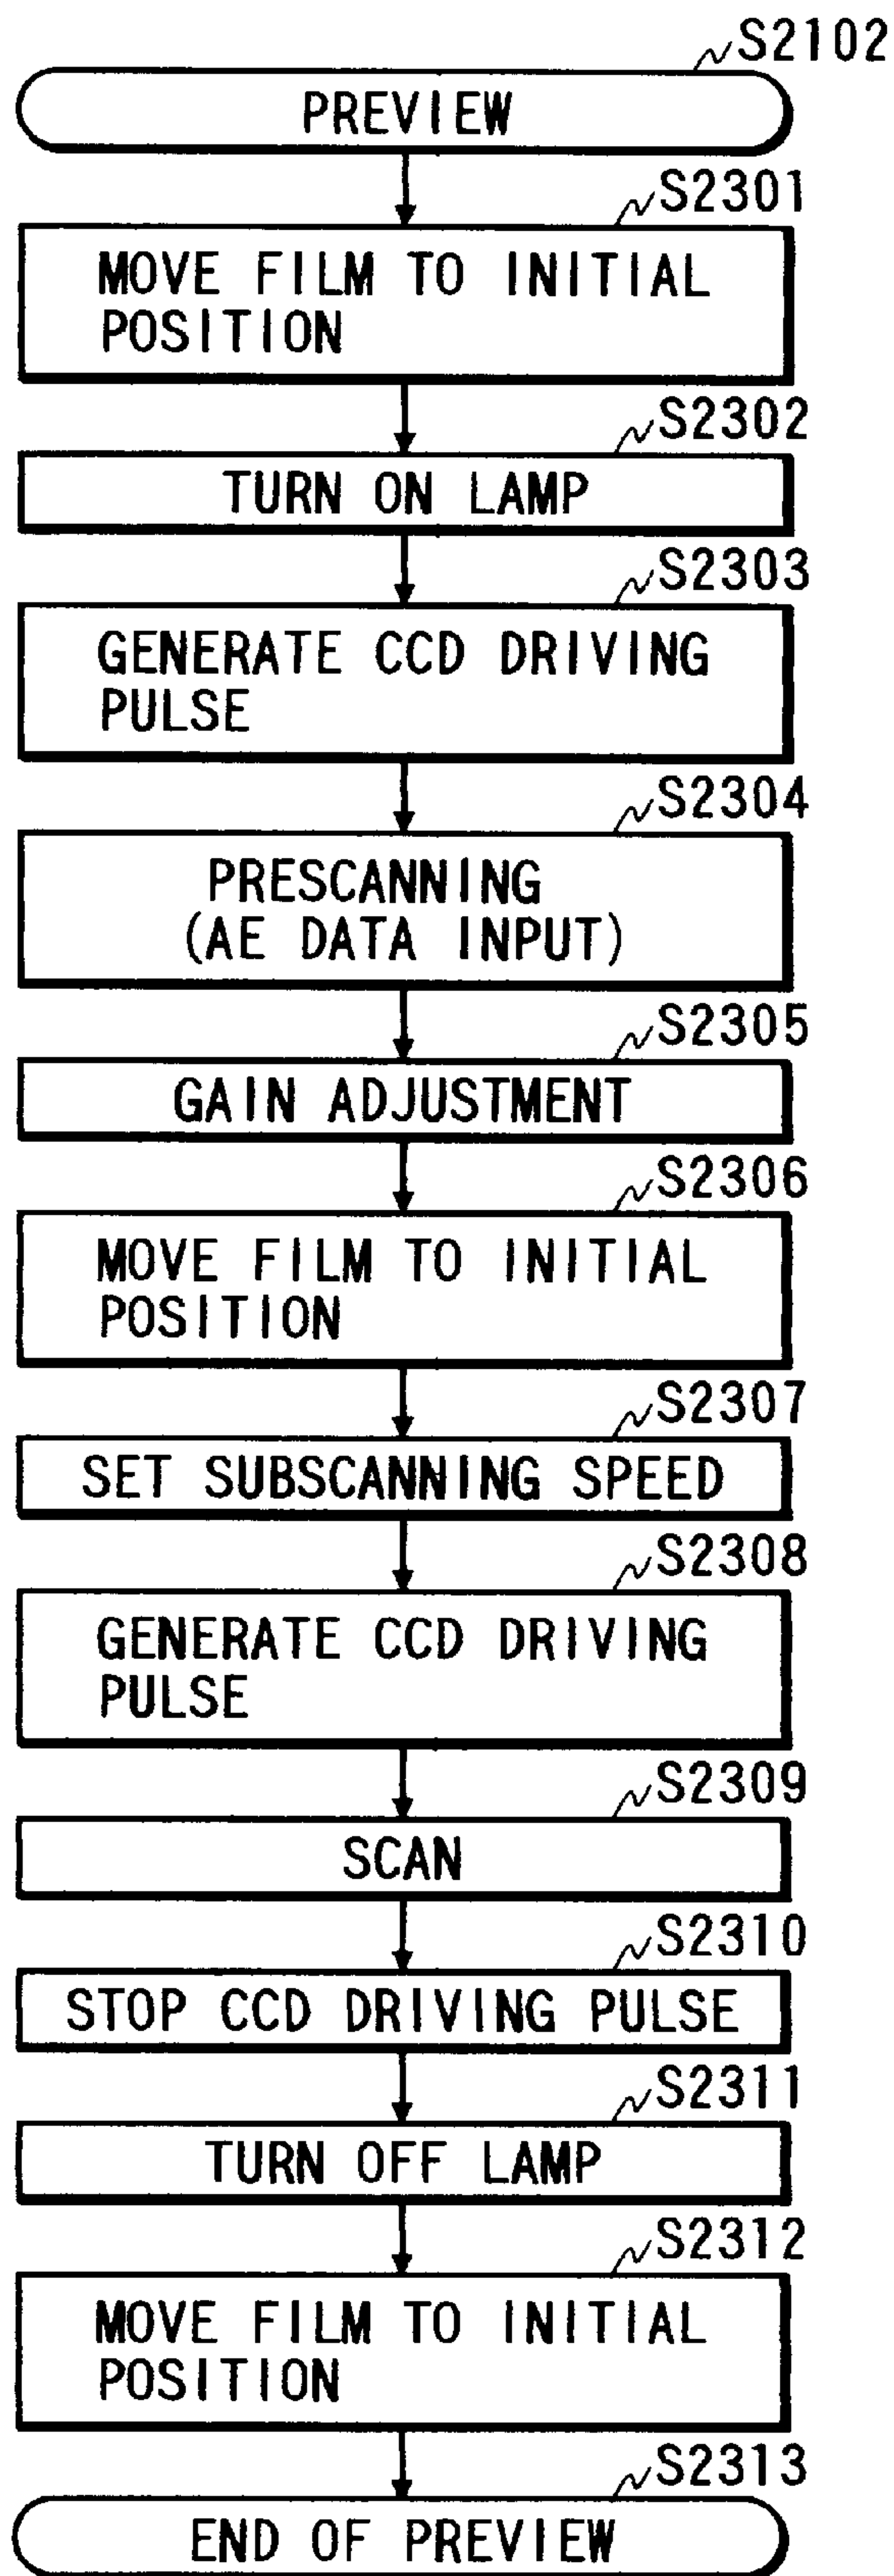 S2102
PREVIEW
S2301
MOVE FILM TO INITIAL
POSITION
S2302
TURN ON LAMP
S2303
GENERATE CCD DRIVING
PULSE
S2304
PRESCANNING
(AE DATA INPUT)
S2305
GAIN ADJUSTMENT
S2306
MOVE FILM TO INITIAL
POSITION
S2307
SET SUBSCANNING SPEED
S2308
GENERATE CCD DRIVING
PULSE
S2309
SCAN
S2310
STOP CCD DRIVING PULSE
S2311
TURN OFF LAMP
S2312
MOVE FILM TO INITIAL
POSITION
S2313
END OF PREVIEW